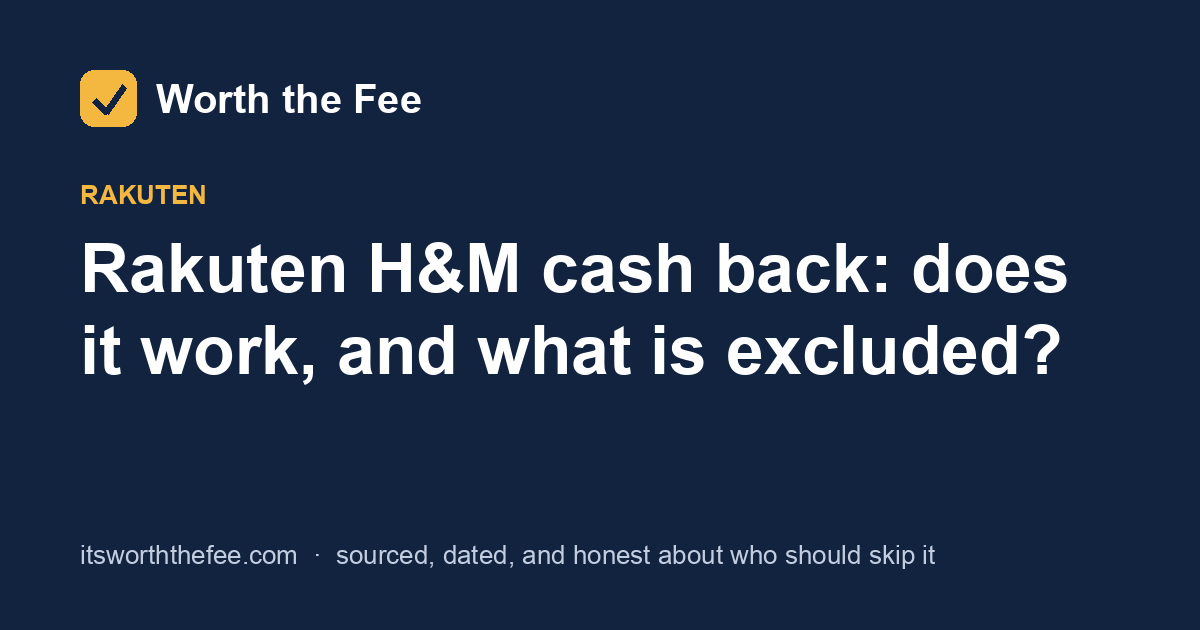 Worth the Fee
RAKUTEN
Rakuten H&M cash back: does
it work, and what is excluded?
itsworththefee.com · sourced, dated, and honest about who should skip it